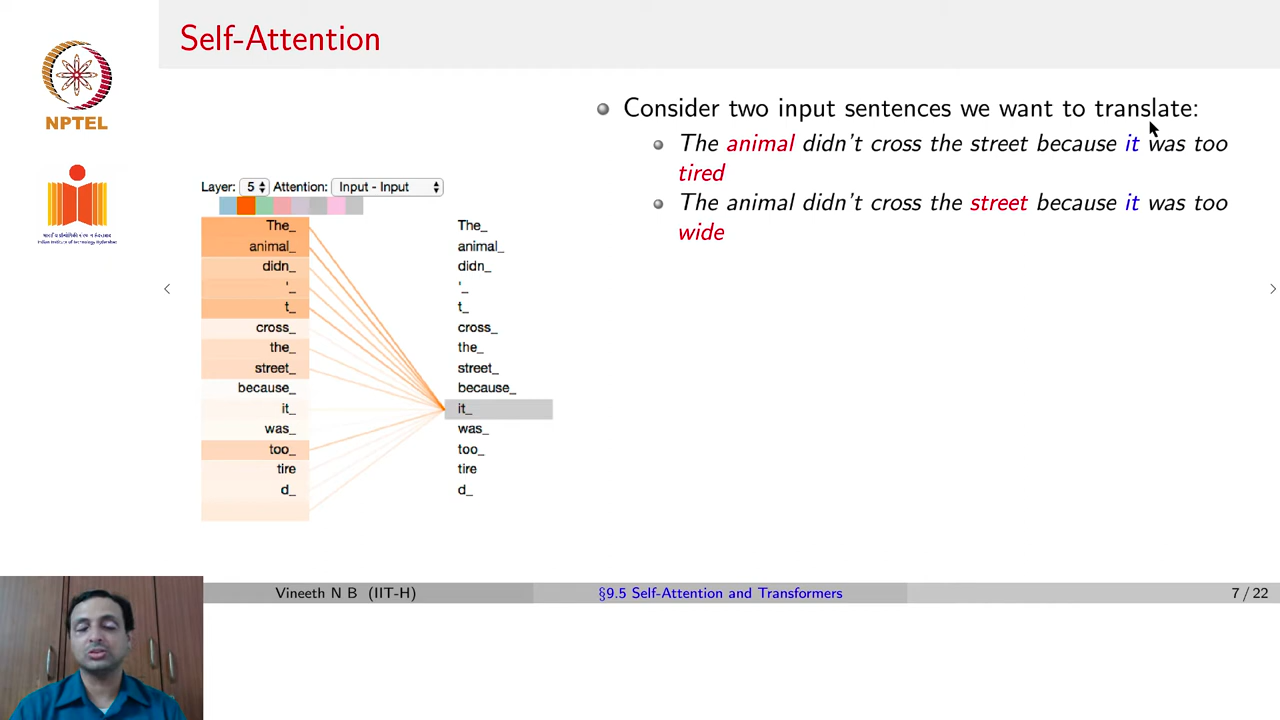 Self-Attention
NPTEL
Consider two input sentences we want to translate:
The animal didn't cross the street because it was too
tired
The animal didn't cross the street because it was too
wide
Layer: 5 Attention: Input - Input
The_ The_
animal_ animal_
didn_ didn_
'_ '_
t_ t_
cross_ cross_
the_ the_
street_ street_
because_ because_
it_ it_
was_ was_
too_ too_
tire tire
d_ d_
Vineeth N B (IIT-H) §9.5 Self-Attention and Transformers 7 / 22